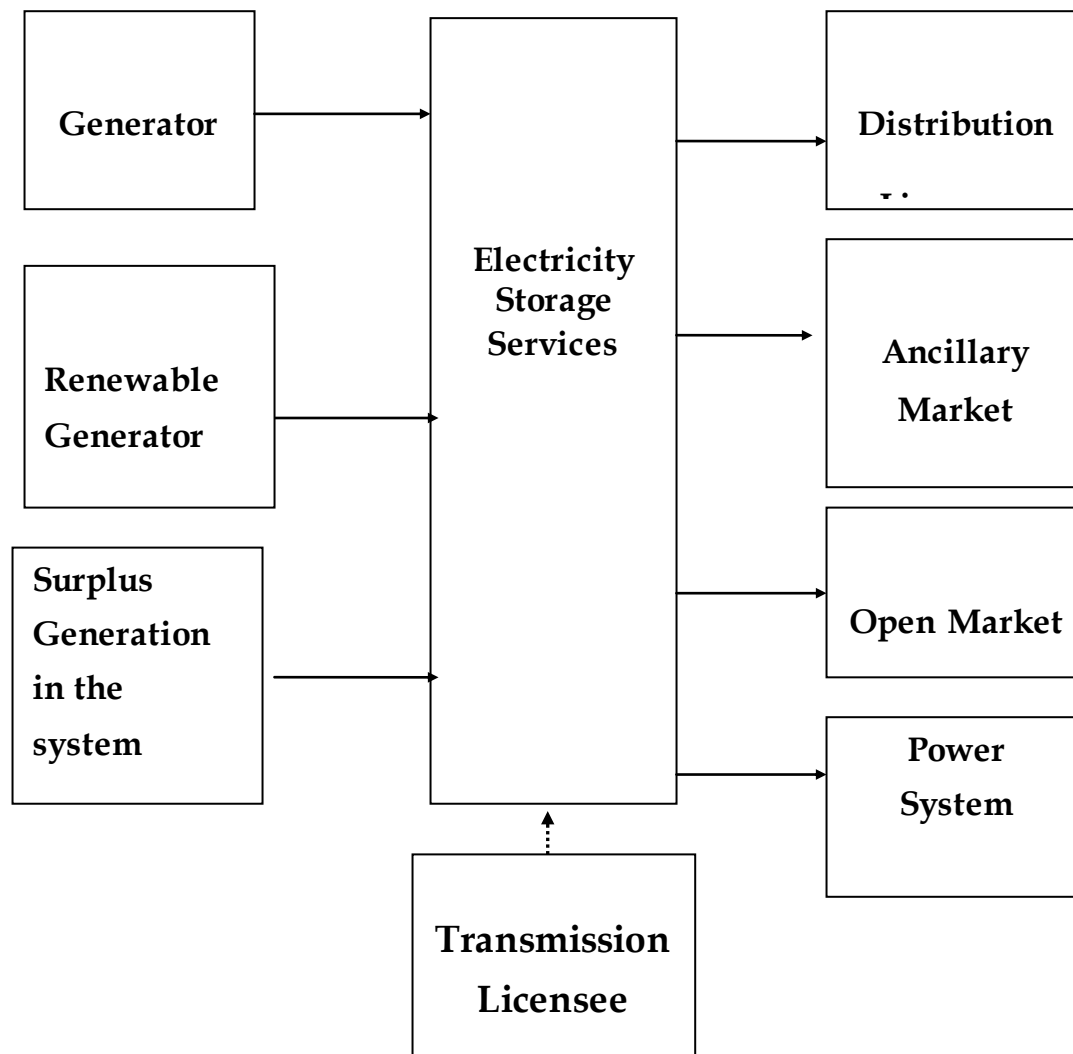 Generator
Renewable
Generator
Surplus
Generation
in the
system
Electricity
Storage
Services
Transmission
Licensee
Distribution
Ancillary
Market
Open Market
Power
System